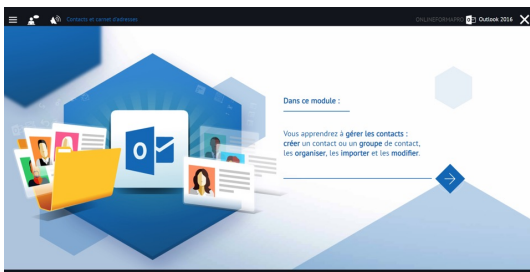 Contacts et carnet d'adresses
ONLINEFORMAPRO Outlook 2016
Dans ce module :
Vous apprendrez à gérer les contacts :
créer un contact ou un groupe de contact,
les organiser, les importer et les modifier.